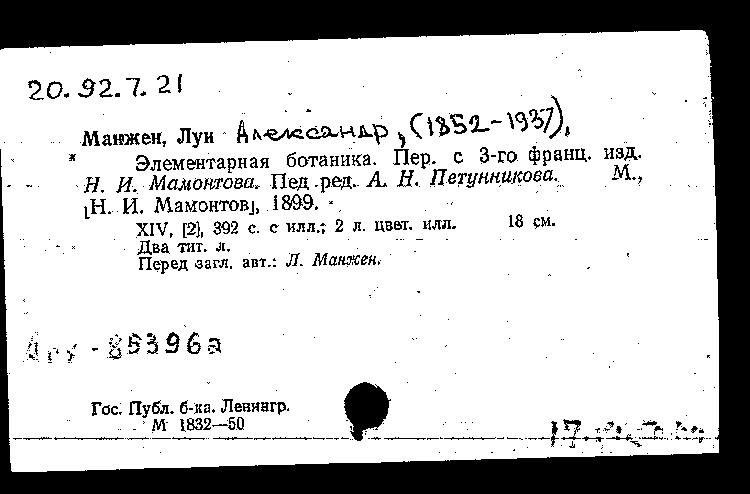 20.92.7.21
Манжен, Луи Александр, (1852-1937),
* Элементарная ботаника. Пер. с 3-го франц. изд.
Н. И. Мамонтова. Под ред. А. Н. Петунникова. М.,
[Н. И. Мамонтов], 1899.
XIV, [2], 392 с. с илл.; 2 л. цвет. илл. 18 см.
Два тит. л.
Перед загл. авт.: Л. Манжен.
85396а
Гос. Публ. б-ка. Ленингр.
М 1832—50